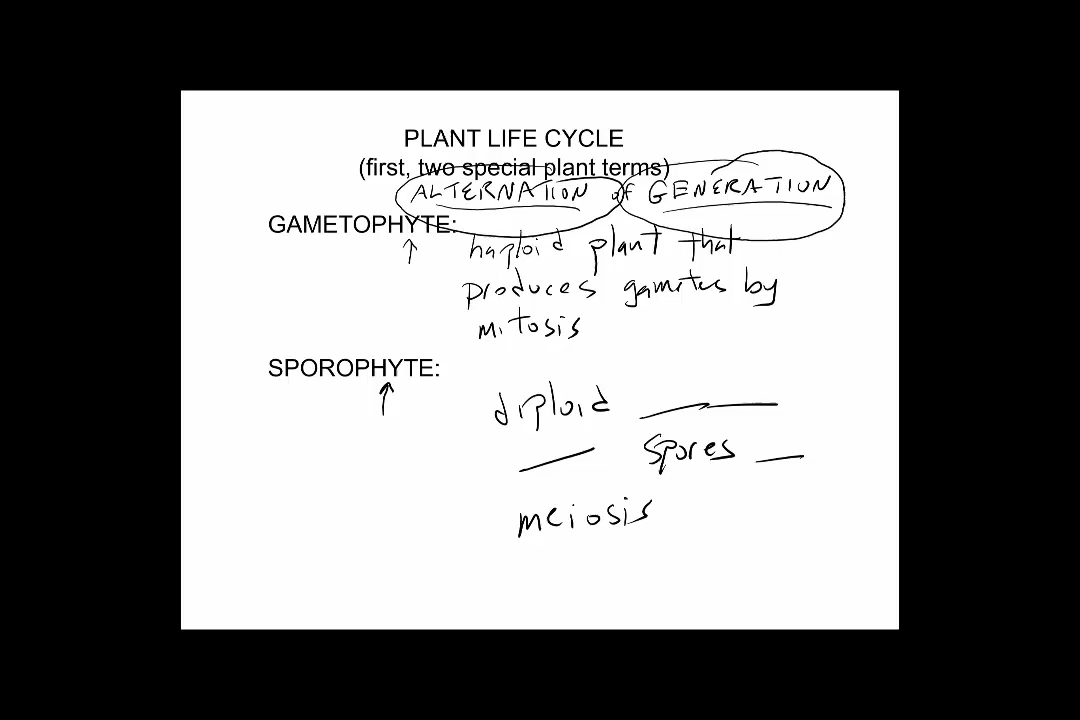 PLANT LIFE CYCLE
(first, two special plant terms)
ALTERNATION of GENERATION
GAMETOPHYTE:
haploid plant that
produces gametes by
mitosis
SPOROPHYTE:
diploid
spores
meiosis